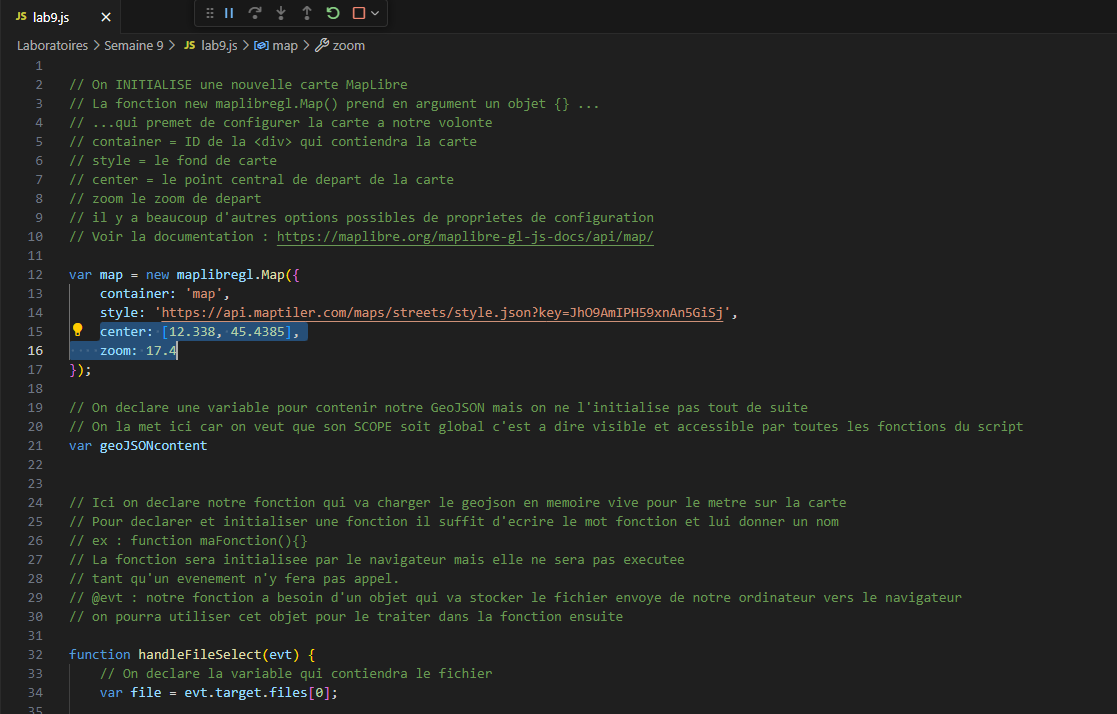 JS lab9.js
Laboratoires > Semaine 9 > JS lab9.js > map > zoom
1
2 // On INITIALISE une nouvelle carte MapLibre
3 // La fonction new maplibregl.Map() prend en argument un objet {} ...
4 // ...qui premet de configurer la carte a notre volonte
5 // container = ID de la <div> qui contiendra la carte
6 // style = le fond de carte
7 // center = le point central de depart de la carte
8 // zoom le zoom de depart
9 // il y a beaucoup d'autres options possibles de proprietes de configuration
10 // Voir la documentation : https://maplibre.org/maplibre-gl-js-docs/api/map/
11
12 var map = new maplibregl.Map({
13 container: 'map',
14 style: 'https://api.maptiler.com/maps/streets/style.json?key=JhO9AmIPH59xnAn5GiSj',
15 center: [12.338, 45.4385],
16 zoom: 17.4
17 });
18
19 // On declare une variable pour contenir notre GeoJSON mais on ne l'initialise pas tout de suite
20 // On la met ici car on veut que son SCOPE soit global c'est a dire visible et accessible par toutes les fonctions du script
21 var geoJSONcontent
22
23
24 // Ici on declare notre fonction qui va charger le geojson en memoire vive pour le metre sur la carte
25 // Pour declarer et initialiser une fonction il suffit d'ecrire le mot fonction et lui donner un nom
26 // ex : function maFonction(){}
27 // La fonction sera initialisee par le navigateur mais elle ne sera pas executee
28 // tant qu'un evenement n'y fera pas appel.
29 // @evt : notre fonction a besoin d'un objet qui va stocker le fichier envoye de notre ordinateur vers le navigateur
30 // on pourra utiliser cet objet pour le traiter dans la fonction ensuite
31
32 function handleFileSelect(evt) {
33 // On declare la variable qui contiendra le fichier
34 var file = evt.target.files[0];
35